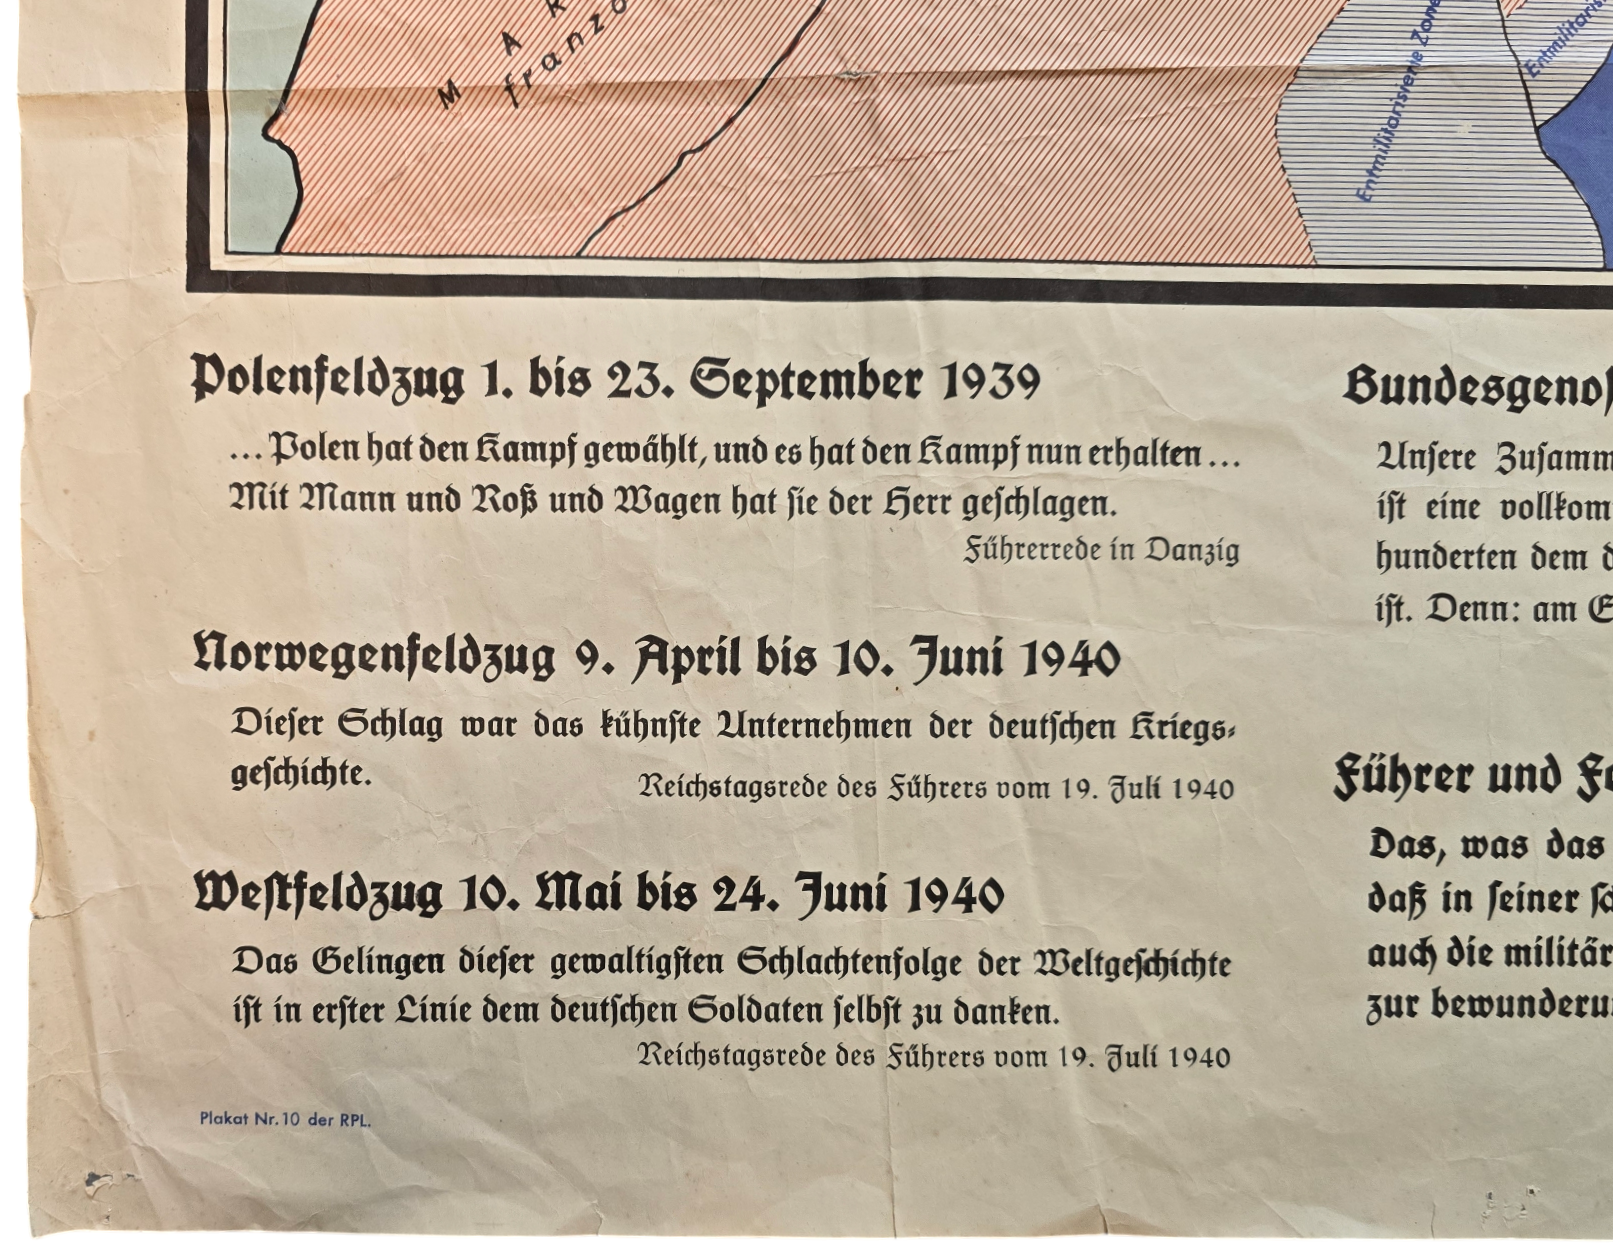 M A K
franzo
Entmilitarisierte Zone
Polenfeldzug 1. bis 23. September 1939
...Polen hat den Kampf gewählt, und es hat den Kampf nun erhalten...
Mit Mann und Roß und Wagen hat sie der Herr geschlagen.
Führerrede in Danzig
Norwegenfeldzug 9. April bis 10. Juni 1940
Dieser Schlag war das kühnste Unternehmen der deutschen Kriegs-
geschichte.
Reichstagsrede des Führers vom 19. Juli 1940
Westfeldzug 10. Mai bis 24. Juni 1940
Das Gelingen dieser gewaltigsten Schlachtenfolge der Weltgeschichte
ist in erster Linie dem deutschen Soldaten selbst zu danken.
Reichstagsrede des Führers vom 19. Juli 1940
Plakat Nr. 10 der RPL.
Bundesgenos
Unsere Zusamm
ist eine vollkom
hunderten dem d
ist. Denn: am
Führer und
Das, was das
daß in seiner
auch die militär
zur bewunderu